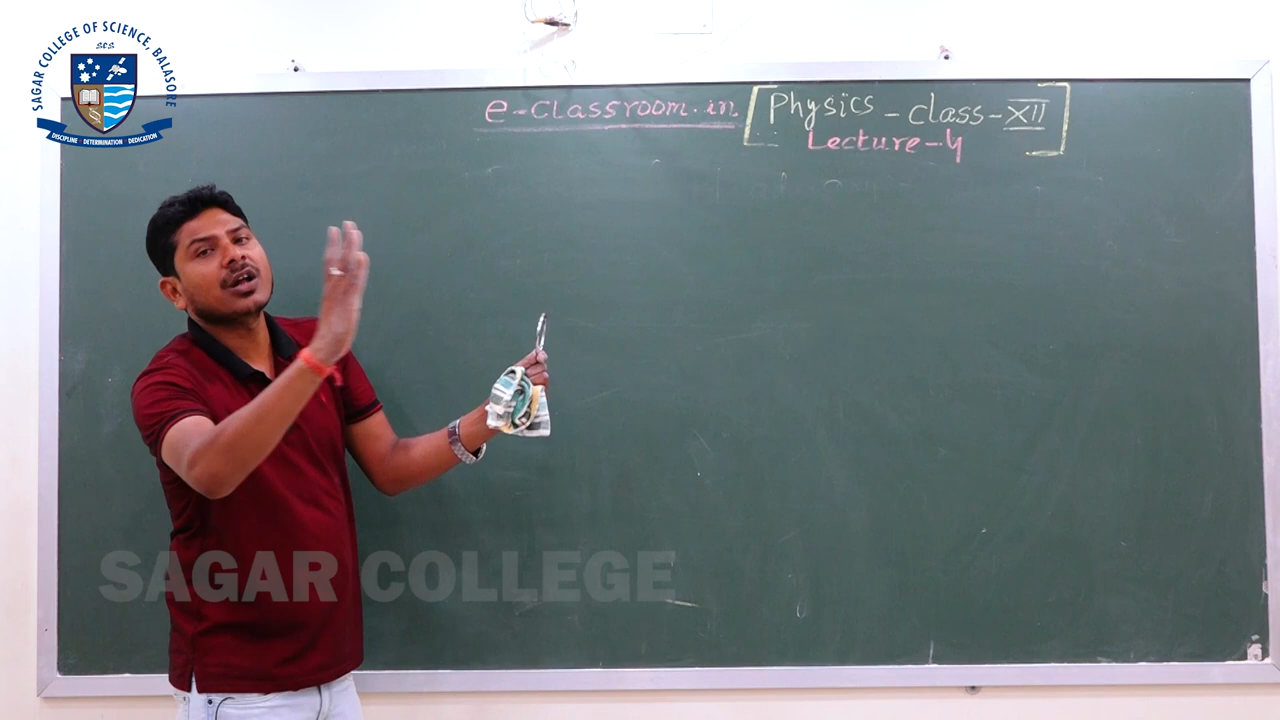 SAGAR COLLEGE OF SCIENCE, BALASORE
SCS
DISCIPLINE · DETERMINATION · DEDICATION
e-classroom.in [Physics - class - XII]
Lecture-4
SAGAR COLLEGE